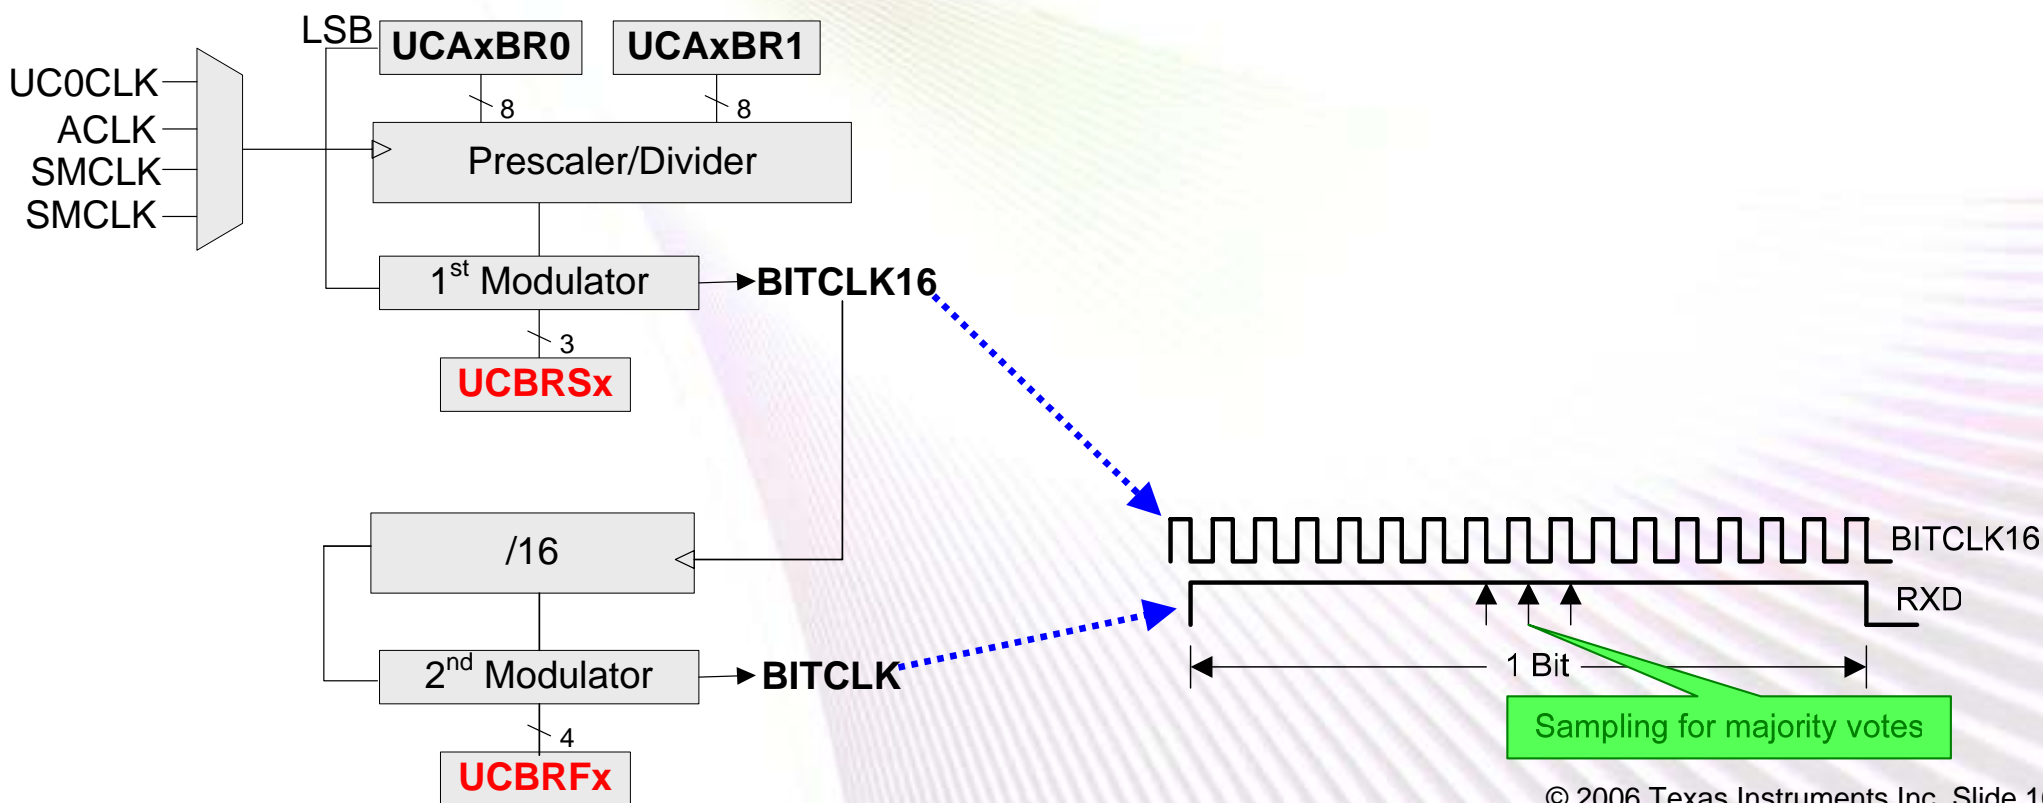 LSB
UCAxBR0
UCAxBR1
UC0CLK
ACLK
SMCLK
SMCLK
8
8
Prescaler/Divider
1st Modulator
BITCLK16
3
UCBRSx
/16
BITCLK16
RXD
1 Bit
2nd Modulator
BITCLK
Sampling for majority votes
4
UCBRFx
© 2006 Texas Instruments Inc, Slide 1